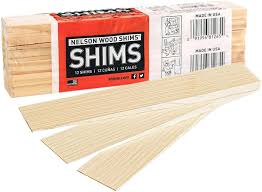 NELSON WOOD SHIMS
SHIMS
12 SHIMS / 12 CUÑAS / 12 CALES
MADE IN USA
MADE IN USA